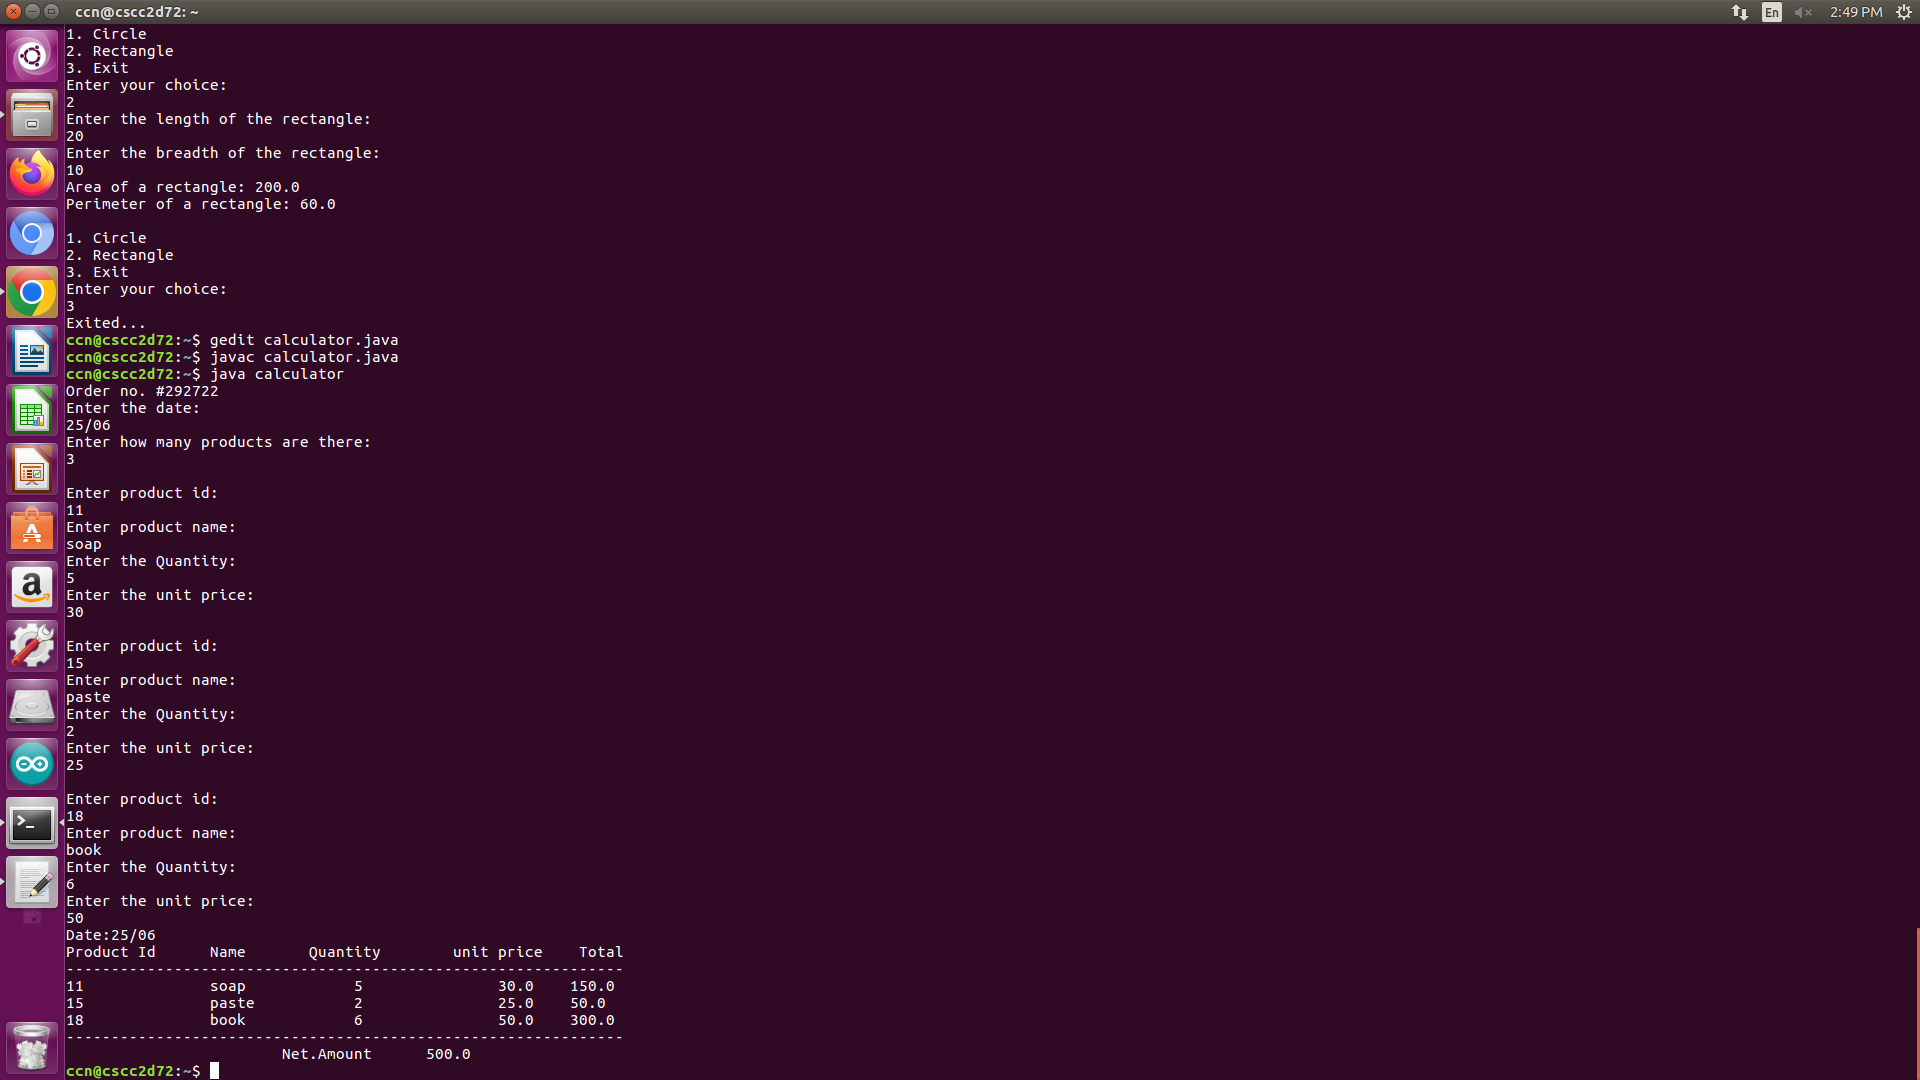 ccn@cscc2d72: ~
En
2:49 PM
1. Circle
2. Rectangle
3. Exit
Enter your choice:
2
Enter the length of the rectangle:
20
Enter the breadth of the rectangle:
10
Area of a rectangle: 200.0
Perimeter of a rectangle: 60.0
1. Circle
2. Rectangle
3. Exit
Enter your choice:
3
Exited...
ccn@cscc2d72:~$ gedit calculator.java
ccn@cscc2d72:~$ javac calculator.java
ccn@cscc2d72:~$ java calculator
Order no. #292722
Enter the date:
25/06
Enter how many products are there:
3
Enter product id:
11
Enter product name:
soap
Enter the Quantity:
5
Enter the unit price:
30
Enter product id:
15
Enter product name:
paste
Enter the Quantity:
2
Enter the unit price:
25
Enter product id:
18
Enter product name:
book
Enter the Quantity:
6
Enter the unit price:
50
Date:25/06
Product Id Name Quantity unit price Total
--------------------------------------------------------------
11 soap 5 30.0 150.0
15 paste 2 25.0 50.0
18 book 6 50.0 300.0
--------------------------------------------------------------
Net.Amount 500.0
ccn@cscc2d72:~$